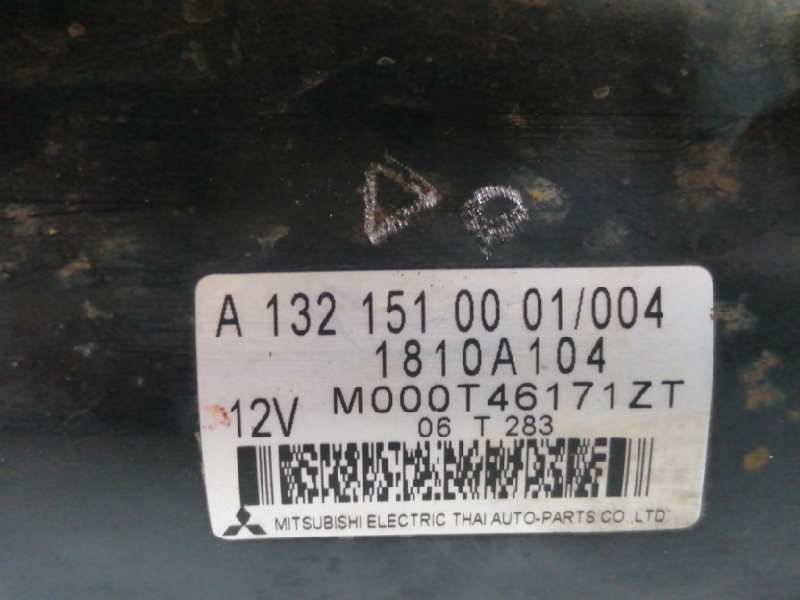 A 132 151 00 01/004
1810A104
12V M000T46171ZT
06 T 283
MITSUBISHI ELECTRIC THAI AUTO-PARTS CO.,LTD.